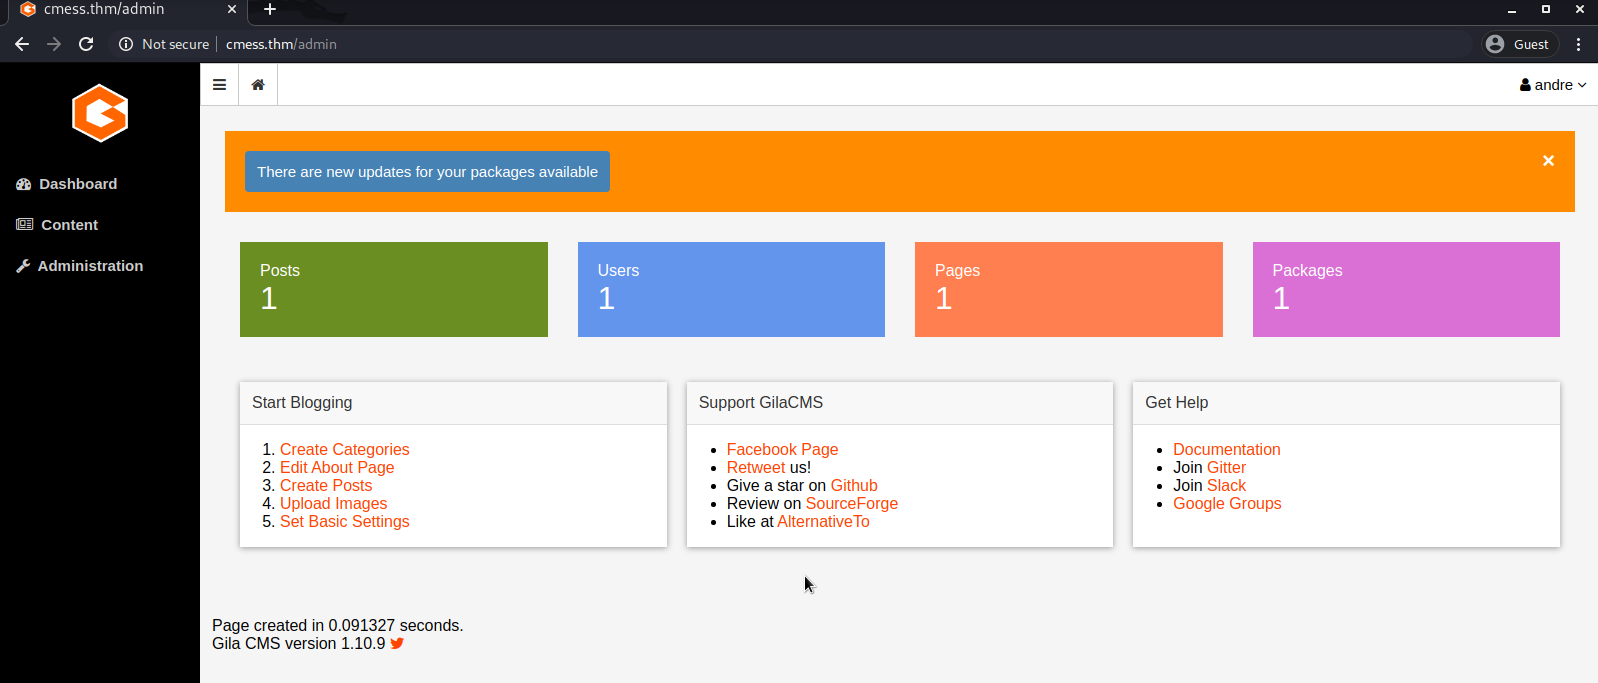 cmess.thm/admin
Not secure cmess.thm/admin Guest
andre
Dashboard
Content
Administration
There are new updates for your packages available
Posts
1
Users
1
Pages
1
Packages
1
Start Blogging
1. Create Categories
2. Edit About Page
3. Create Posts
4. Upload Images
5. Set Basic Settings
Support GilaCMS
Facebook Page
Retweet us!
Give a star on Github
Review on SourceForge
Like at AlternativeTo
Get Help
Documentation
Join Gitter
Join Slack
Google Groups
Page created in 0.091327 seconds.
Gila CMS version 1.10.9